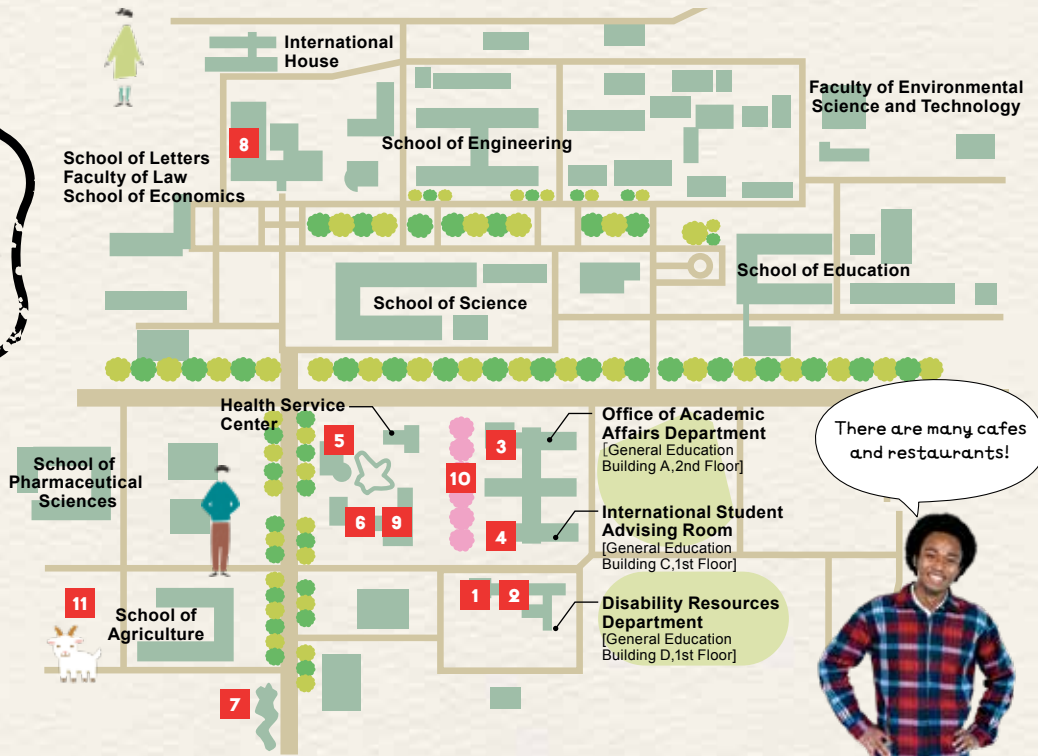 International
House
Faculty of Environmental
Science and Technology
8
School of Engineering
School of Letters
Faculty of Law
School of Economics
School of Education
School of Science
Health Service
Center
5
3
Office of Academic
Affairs Department
[General Education
Building A,2nd Floor]
There are many cafes
and restaurants!
School of
Pharmaceutical
Sciences
10
6
9
4
International Student
Advising Room
[General Education
Building C,1st Floor]
11
School of
Agriculture
1
2
Disability Resources
Department
[General Education
Building D,1st Floor]
7